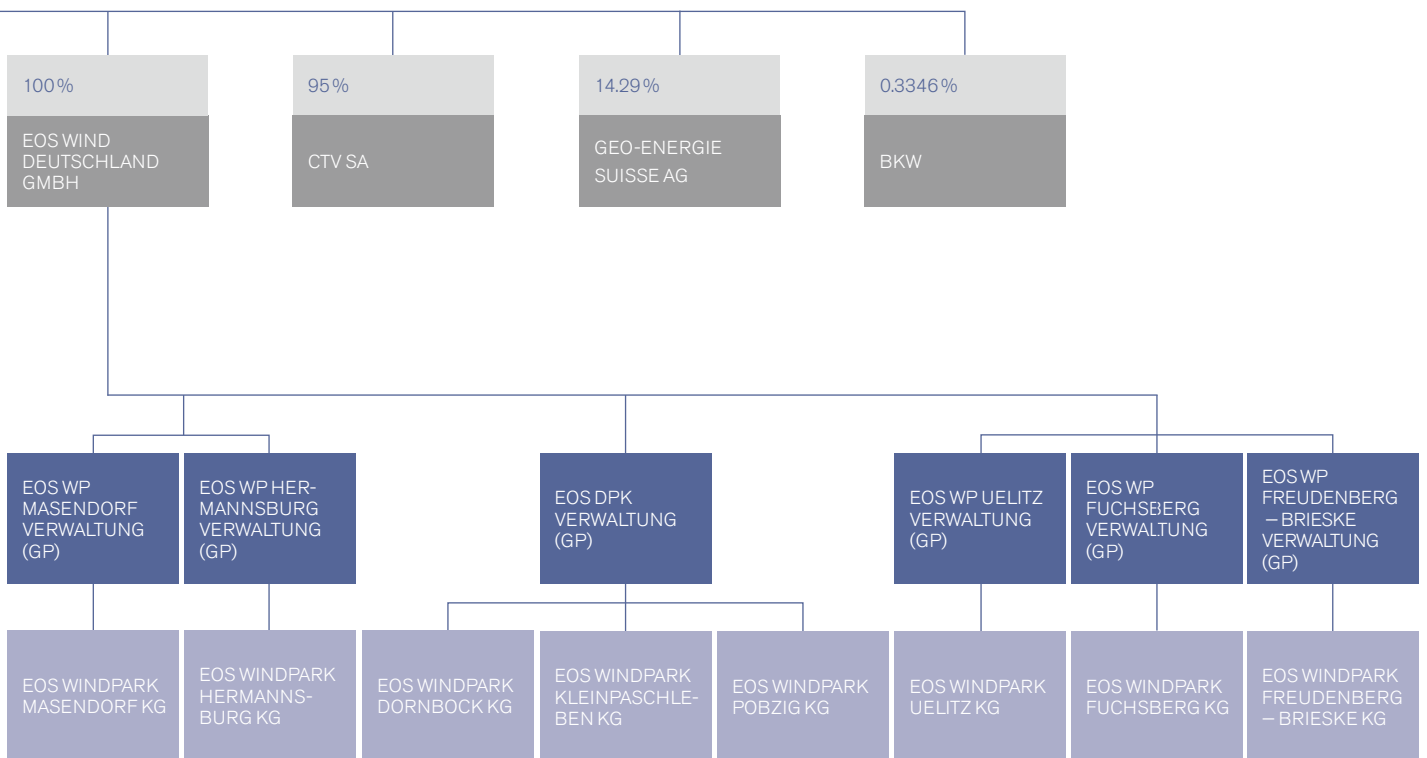 100%
EOS WIND
DEUTSCHLAND
GMBH
95%
CTV SA
14.29%
GEO-ENERGIE
SUISSE AG
0.3346%
BKW
EOS WP
MASENDORF
VERWALTUNG
(GP)
EOS WP HER-
MANNSBURG
VERWALTUNG
(GP)
EOS DPK
VERWALTUNG
(GP)
EOS WP UELITZ
VERWALTUNG
(GP)
EOS WP
FUCHSBERG
VERWALTUNG
(GP)
EOS WP
FREUDENBERG
– BRIESKE
VERWALTUNG
(GP)
EOS WINDPARK
MASENDORF KG
EOS WINDPARK
HERMANNS-
BURG KG
EOS WINDPARK
DORNBOCK KG
EOS WINDPARK
KLEINPASCHLE-
BEN KG
EOS WINDPARK
POBZIG KG
EOS WINDPARK
UELITZ KG
EOS WINDPARK
FUCHSBERG KG
EOS WINDPARK
FREUDENBERG
– BRIESKE KG